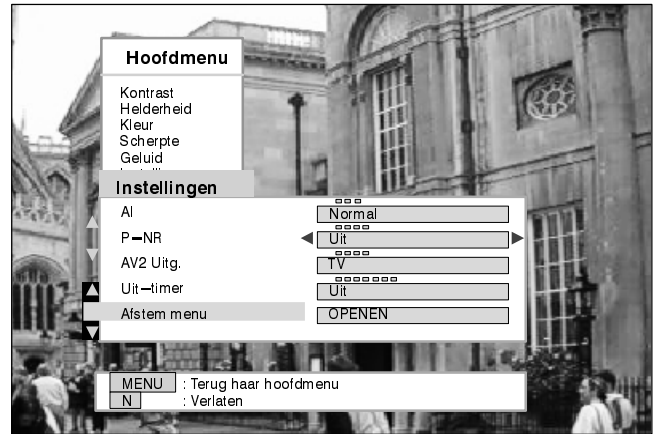 Hoofdmenu
Kontrast
Helderheid
Kleur
Scherpte
Geluid
Instellingen
AI Normal
P-NR Uit
AV2 Uitg. TV
Uit-timer Uit
Afstem menu OPENEN
MENU : Terug haar hoofdmenu
N : Verlaten